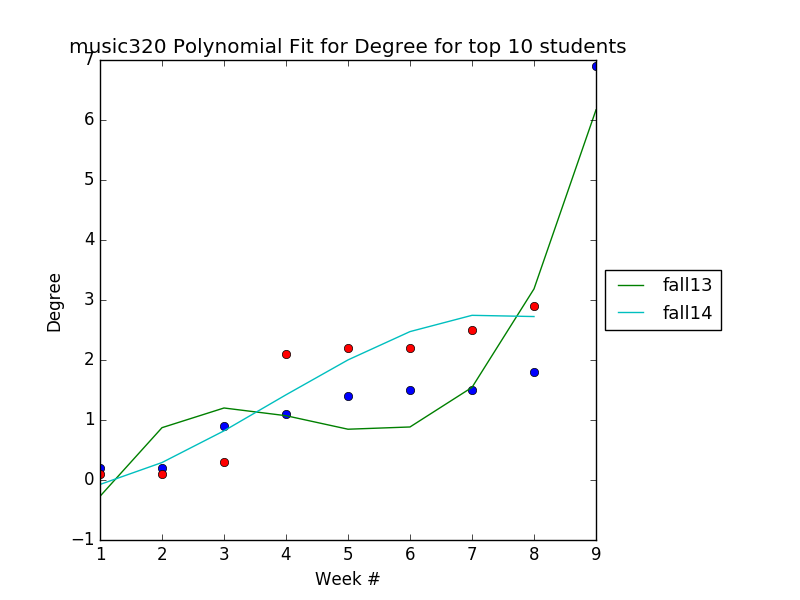 music320 Polynomial Fit for Degree for top 10 students
7
6
5
4
3
2
1
0
−1
Degree
1 2 3 4 5 6 7 8 9
Week #
fall13
fall14